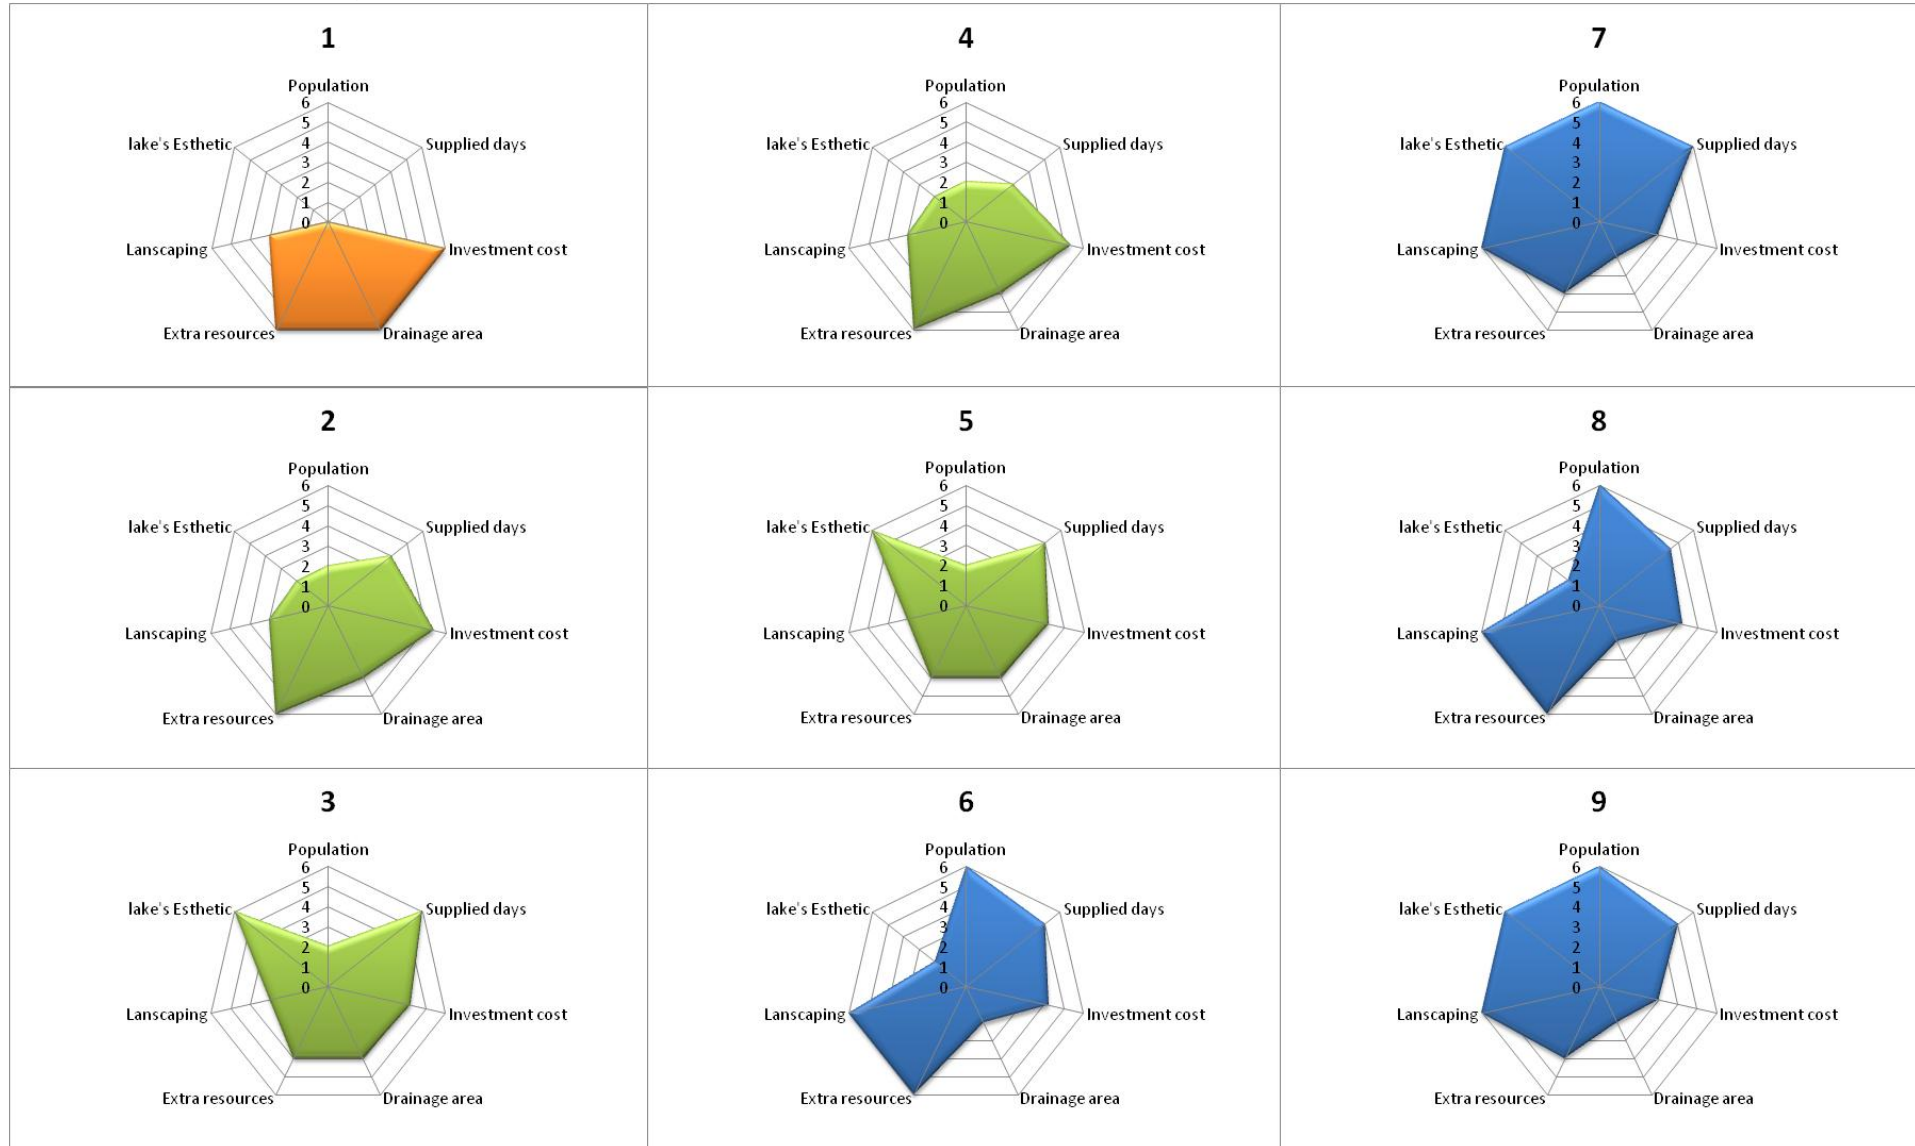 1
Population
6
5
4
3
2
1
0
Supplied days
Investment cost
Drainage area
Extra resources
Lanscaping
lake's Esthetic
4
Population
6
5
4
3
2
1
0
Supplied days
Investment cost
Drainage area
Extra resources
Lanscaping
lake's Esthetic
7
Population
6
5
4
3
2
1
0
Supplied days
Investment cost
Drainage area
Extra resources
Lanscaping
lake's Esthetic
2
Population
6
5
4
3
2
1
0
Supplied days
Investment cost
Drainage area
Extra resources
Lanscaping
lake's Esthetic
5
Population
6
5
4
3
2
1
0
Supplied days
Investment cost
Drainage area
Extra resources
Lanscaping
lake's Esthetic
8
Population
6
5
4
3
2
1
0
Supplied days
Investment cost
Drainage area
Extra resources
Lanscaping
lake's Esthetic
3
Population
6
5
4
3
2
1
0
Supplied days
Investment cost
Drainage area
Extra resources
Lanscaping
lake's Esthetic
6
Population
6
5
4
3
2
1
0
Supplied days
Investment cost
Drainage area
Extra resources
Lanscaping
lake's Esthetic
9
Population
6
5
4
3
2
1
0
Supplied days
Investment cost
Drainage area
Extra resources
Lanscaping
lake's Esthetic